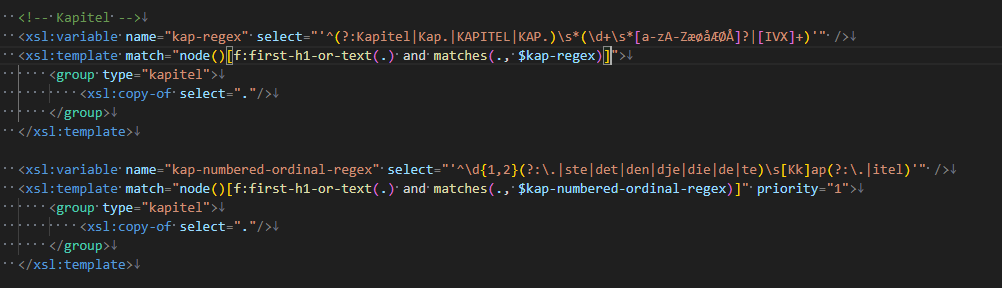 <!-- Kapitel -->↓
<xsl:variable name="kap-regex" select="'^(?:Kapitel|Kap.|KAPITEL|KAP.)\s*(\d+\s*[a-zA-ZæøåÆØÅ]?|[IVX]+)'" />↓
<xsl:template match="node()[f:first-h1-or-text(.) and matches(., $kap-regex)]">↓
<group type="kapitel">↓
<xsl:copy-of select="."/>↓
</group>↓
</xsl:template>↓
↓
<xsl:variable name="kap-numbered-ordinal-regex" select="'^\d{1,2}(?:\.|ste|det|den|dje|die|de|te)\s[Kk]ap(?:\.|itel)'" />↓
<xsl:template match="node()[f:first-h1-or-text(.) and matches(., $kap-numbered-ordinal-regex)]" priority="1">↓
<group type="kapitel">↓
<xsl:copy-of select="."/>↓
</group>↓
</xsl:template>↓